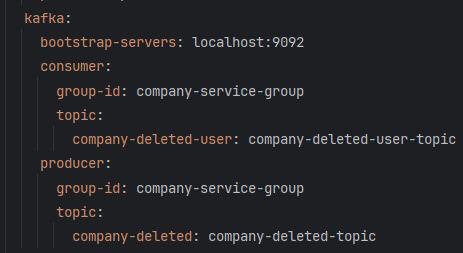 kafka:
  bootstrap-servers: localhost:9092
  consumer:
    group-id: company-service-group
    topic:
      company-deleted-user: company-deleted-user-topic
  producer:
    group-id: company-service-group
    topic:
      company-deleted: company-deleted-topic